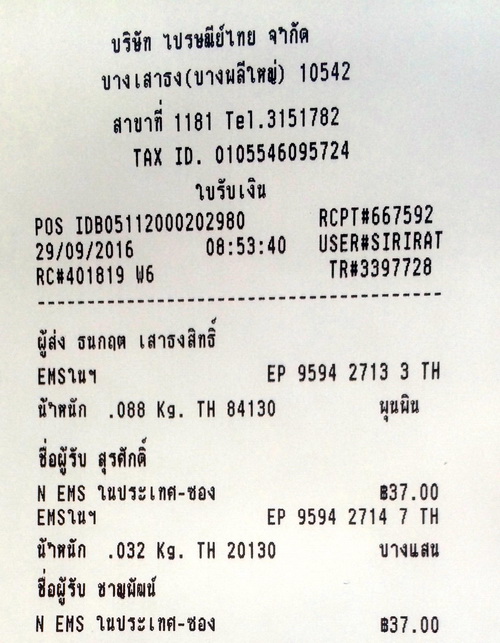 บริษัท ไปรษณีย์ไทย จำกัด
บางเสาธง(บางพลีใหญ่) 10542
สาขาที่ 1181 Tel.3151782
TAX ID. 0105546095724
ใบรับเงิน
POS IDB05112000202980 RCPT#667592
29/09/2016 08:53:40 USER#SIRIRAT
RC#401819 W6 TR#3397728
ผู้ส่ง ธนกฤต เสาธงสิทธิ์
EMSในฯ EP 9594 2713 3 TH
น้ำหนัก .088 Kg. TH 84130 พุนพิน
ชื่อผู้รับ สุรศักดิ์
N EMS ในประเทศ-ซอง ฿37.00
EMSในฯ EP 9594 2714 7 TH
น้ำหนัก .032 Kg. TH 20130 บางแสน
ชื่อผู้รับ ชาญพัฒน์
N EMS ในประเทศ-ซอง ฿37.00